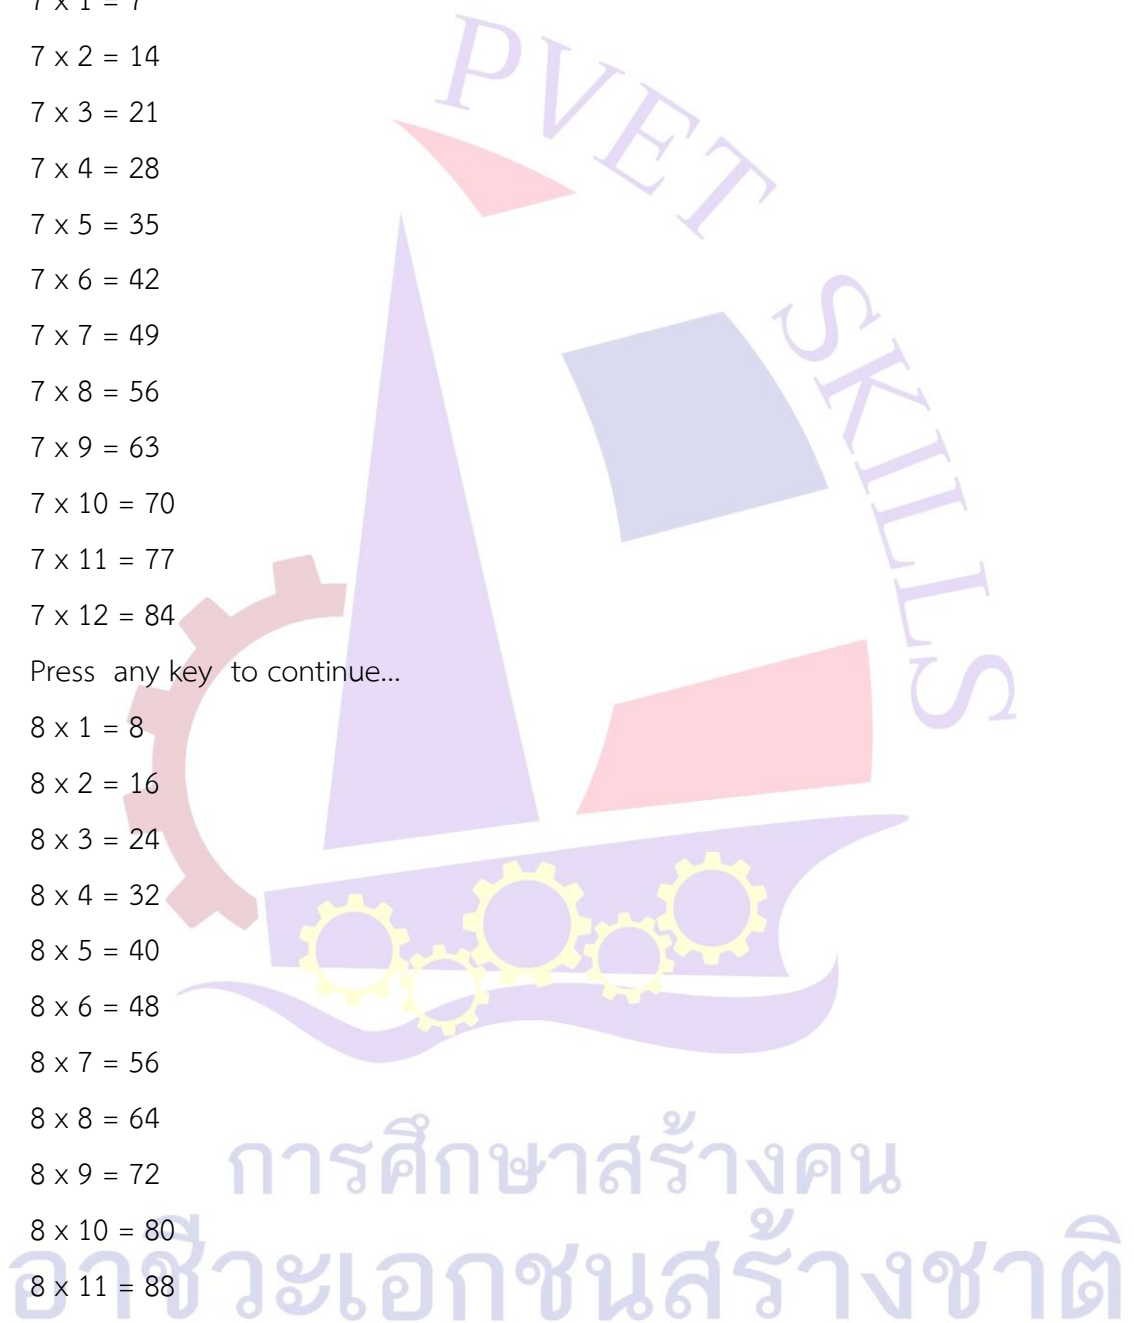 7 x 1 = 7
7 x 2 = 14
7 x 3 = 21
7 x 4 = 28
7 x 5 = 35
7 x 6 = 42
7 x 7 = 49
7 x 8 = 56
7 x 9 = 63
7 x 10 = 70
7 x 11 = 77
7 x 12 = 84
Press any key to continue...
8 x 1 = 8
8 x 2 = 16
8 x 3 = 24
8 x 4 = 32
8 x 5 = 40
8 x 6 = 48
8 x 7 = 56
8 x 8 = 64
8 x 9 = 72
8 x 10 = 80
8 x 11 = 88
PVET SKILLS
การศึกษาสร้างคน
อาชีวะเอกชนสร้างชาติ